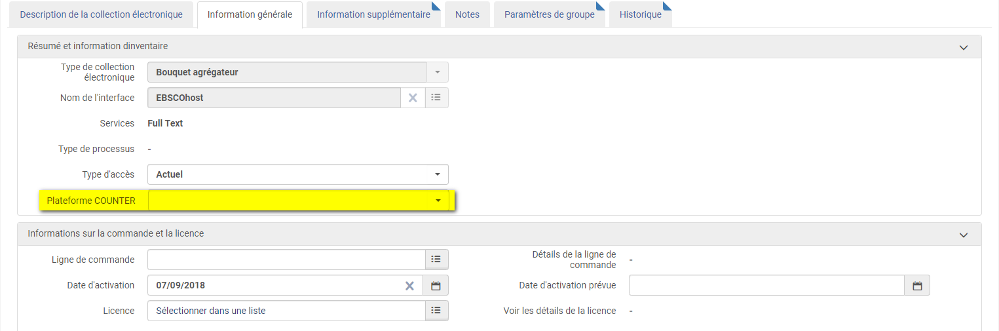 Description de la collection électronique
Information générale
Information supplémentaire
Notes
Paramètres de groupe
Historique
Résumé et information dinventaire
Type de collection
électronique
Bouquet agrégateur
Nom de l'interface
EBSCOhost
Services
Full Text
Type de processus
-
Type d'accès
Actuel
Plateforme COUNTER
Informations sur la commande et la licence
Ligne de commande
Détails de la ligne de
commande
-
Date d'activation
07/09/2018
Date d'activation prévue
Licence
Sélectionner dans une liste
Voir les détails de la licence
-